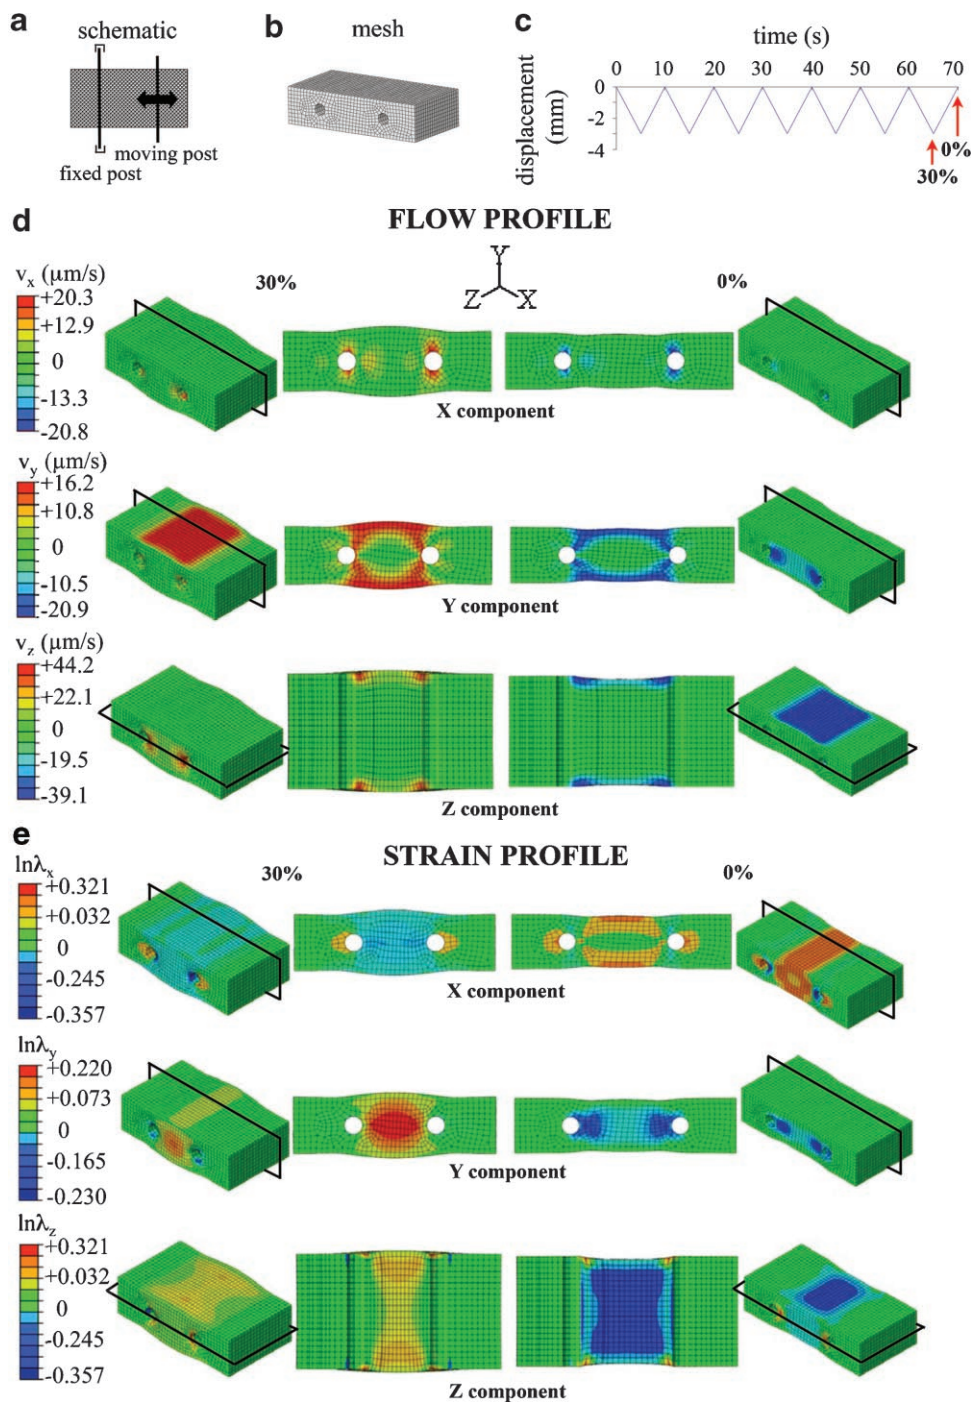 a
schematic
moving post
fixed post
b
mesh
c
time (s)
0 10 20 30 40 50 60 70
displacement
(mm)
0
-2
-4
0%
30%
d
FLOW PROFILE
vx (μm/s)
+20.3
+12.9
0
-13.3
-20.8
30%
Y
Z
X
0%
X component
vy (μm/s)
+16.2
+10.8
0
-10.5
-20.9
Y component
vz (μm/s)
+44.2
+22.1
0
-19.5
-39.1
Z component
e
STRAIN PROFILE
lnλx
+0.321
+0.032
0
-0.245
-0.357
30%
0%
X component
lnλy
+0.220
+0.073
0
-0.165
-0.230
Y component
lnλz
+0.321
+0.032
0
-0.245
-0.357
Z component